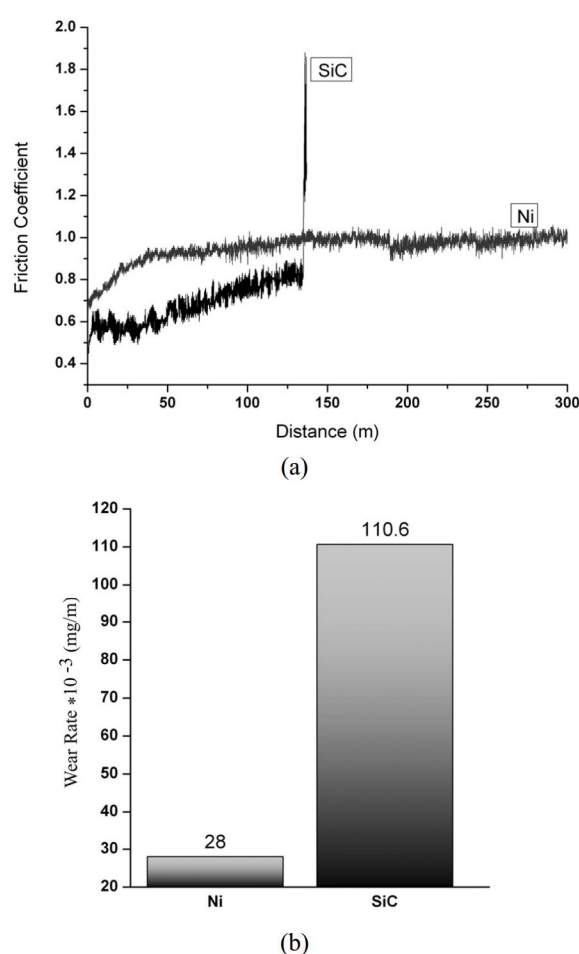 2.0
1.8
1.6
1.4
1.2
1.0
0.8
0.6
0.4
Friction Coefficient
SiC
Ni
0 50 100 150 200 250 300
Distance (m)
(a)
120
110
100
90
80
70
60
50
40
30
20
Wear Rate *10 -3 (mg/m)
110.6
28
Ni SiC
(b)